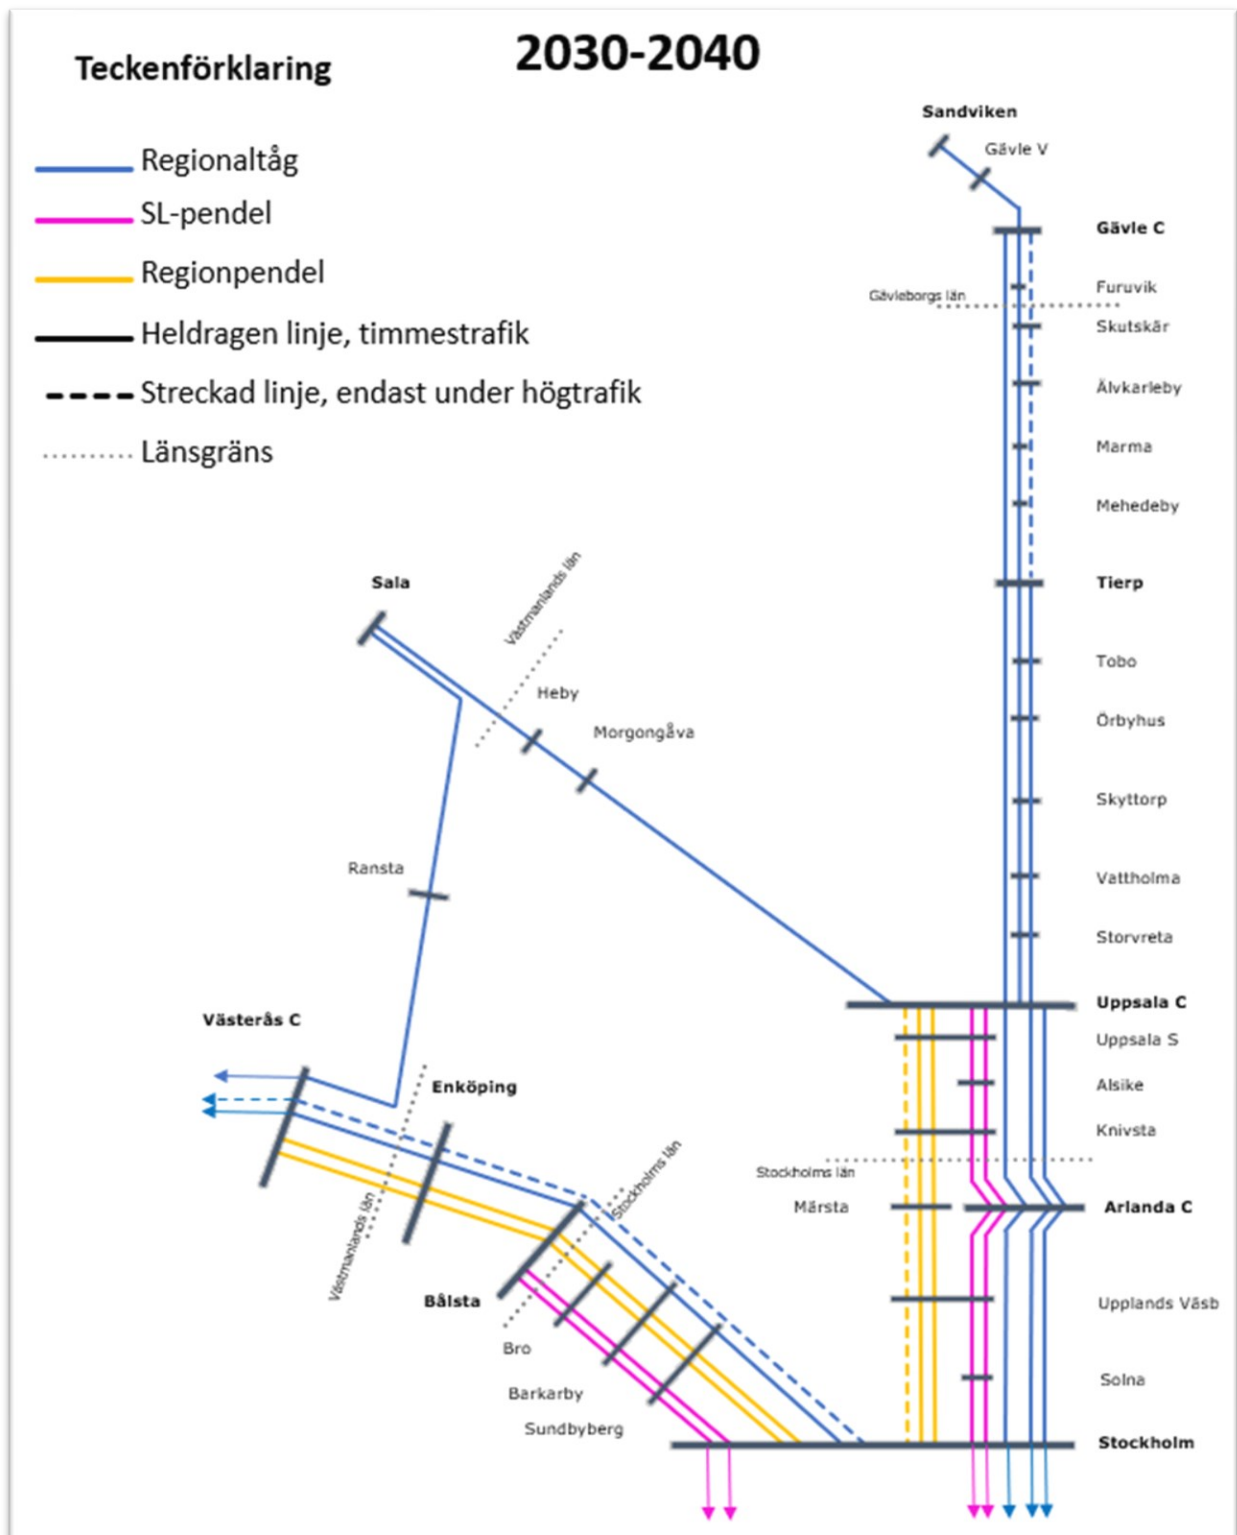 2030-2040
Teckenförklaring
Regionaltåg
SL-pendel
Regionpendel
Heldragen linje, timmestrafik
Streckad linje, endast under högtrafik
Länsgräns
Sandviken
Gävle V
Gävle C
Furuvik
Gävleborgs län
Skutskär
Älvkarleby
Marma
Mehedeby
Tierp
Tobo
Örbyhus
Skyttorp
Vattholma
Storvreta
Sala
Västmanlands län
Heby
Morgongåva
Ransta
Uppsala C
Uppsala S
Alsike
Knivsta
Stockholms län
Märsta
Arlanda C
Upplands Väsb
Solna
Stockholm
Västerås C
Enköping
Västmanlands län
Stockholms län
Bålsta
Bro
Barkarby
Sundbyberg